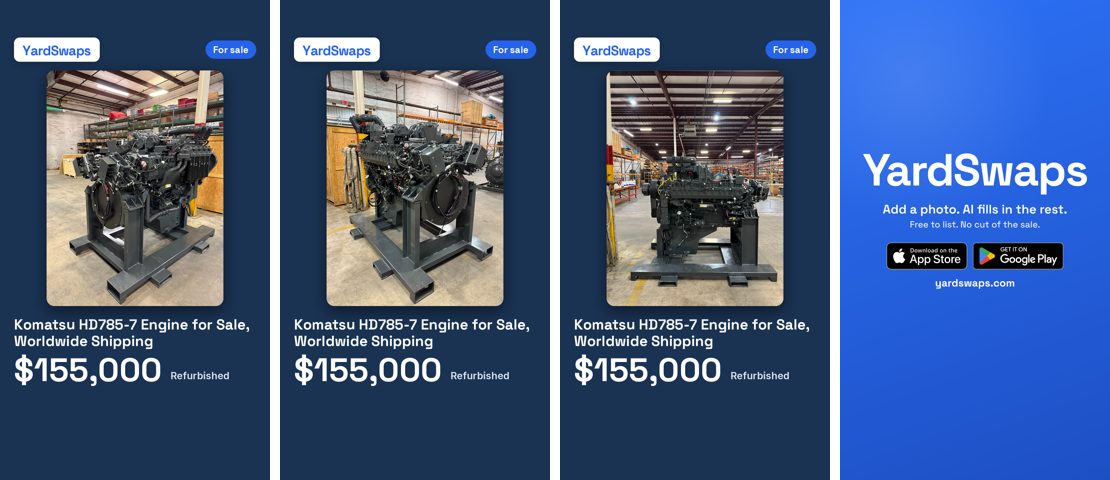 YardSwaps
For sale
Komatsu HD785-7 Engine for Sale,
Worldwide Shipping
$155,000 Refurbished
YardSwaps
For sale
Komatsu HD785-7 Engine for Sale,
Worldwide Shipping
$155,000 Refurbished
YardSwaps
For sale
Komatsu HD785-7 Engine for Sale,
Worldwide Shipping
$155,000 Refurbished
YardSwaps
Add a photo. AI fills in the rest.
Free to list. No cut of the sale.
Download on the
App Store
GET IT ON
Google Play
yardswaps.com